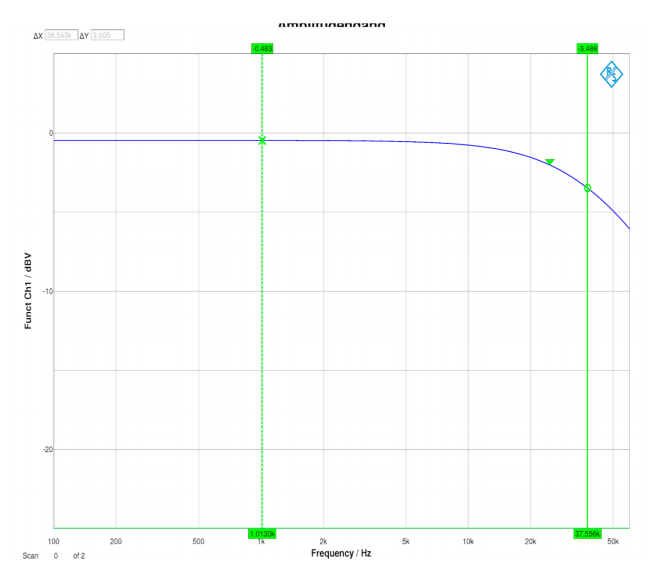 Amplitudengang
ΔX 36,543k ΔY 3,005
-0.483 -3.488
R S
0
-10
-20
Funct Ch1 / dBV
1.0130k 37.556k
100 200 500 1k 2k 5k 10k 20k 50k
Frequency / Hz
Scan 0 of 2